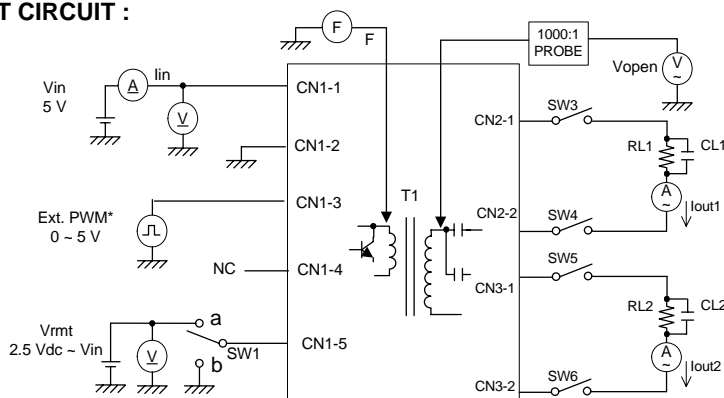 T CIRCUIT :
F
F
1000:1
PROBE
Vopen
V
~
Vin
5 V
A
Iin
V
CN1-1
CN1-2
CN1-3
CN1-4
CN1-5
NC
Ext. PWM*
0 ~ 5 V
Vrmt
2.5 Vdc ~ Vin
V
a
b
SW1
T1
CN2-1
CN2-2
CN3-1
CN3-2
SW3
RL1
CL1
A
~
Iout1
SW4
SW5
RL2
CL2
A
~
Iout2
SW6